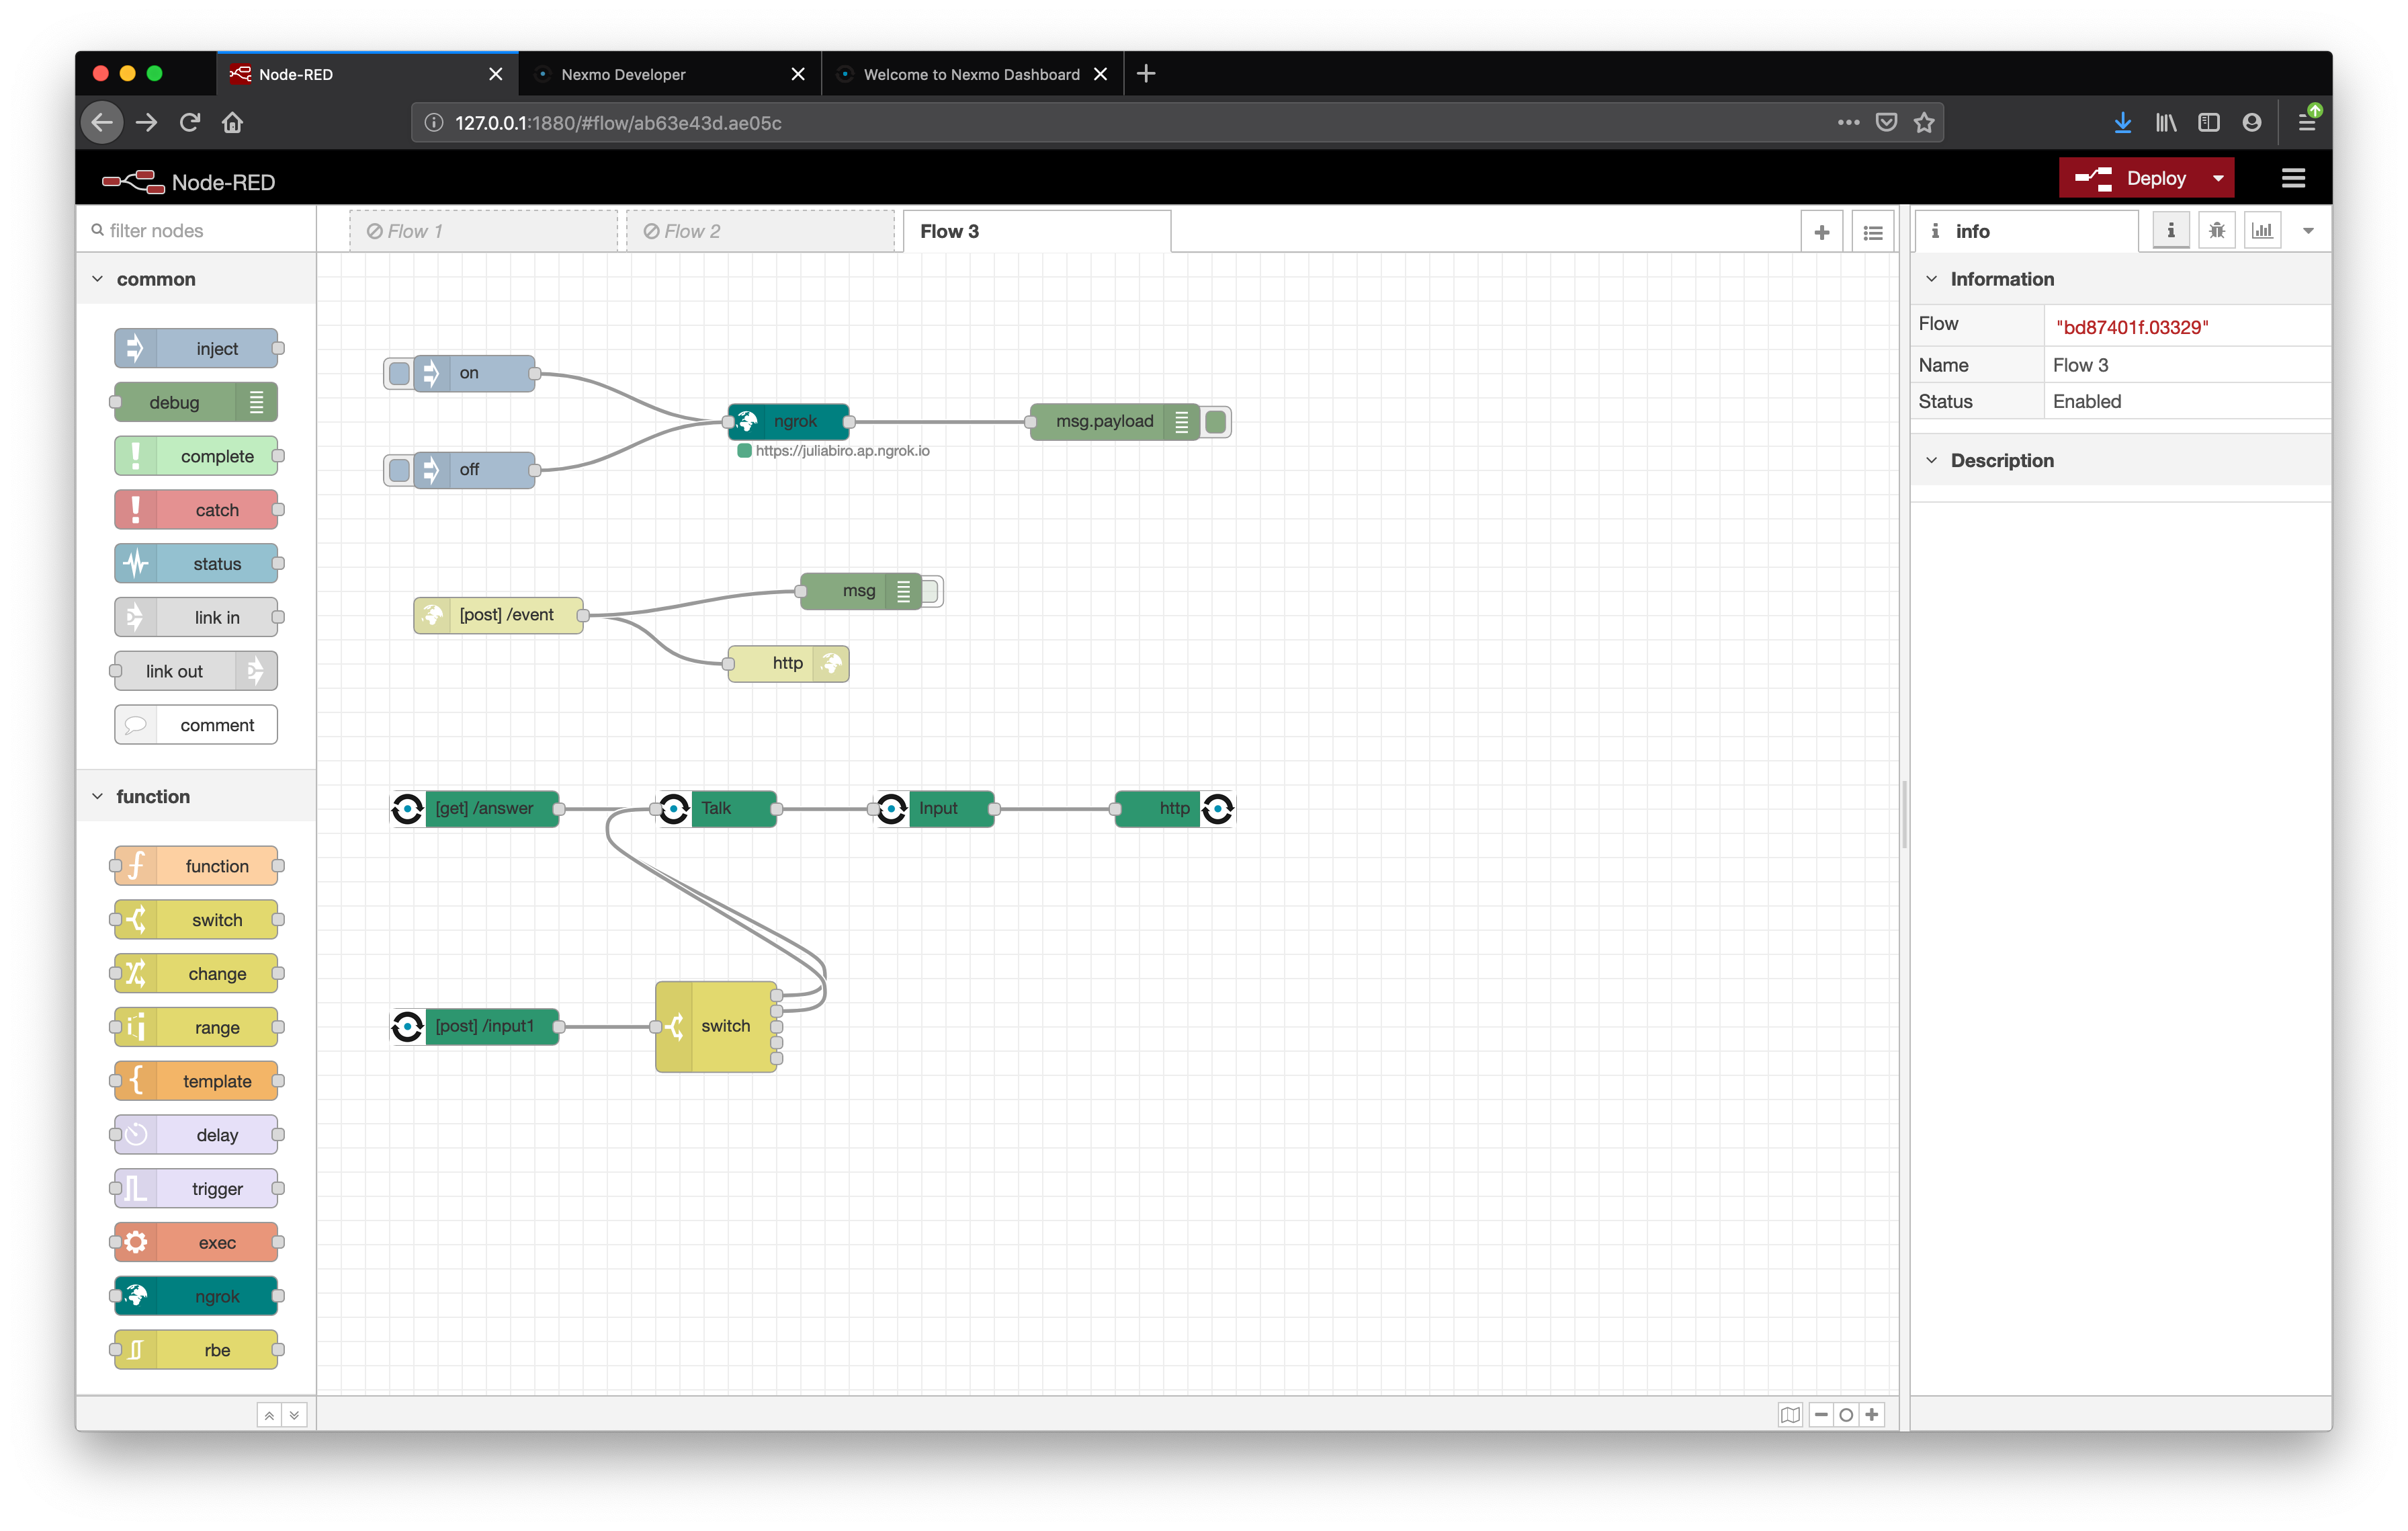 Node-RED
Nexmo Developer
Welcome to Nexmo Dashboard
127.0.0.1:1880/#flow/ab63e43d.ae05c
Node-RED
Deploy
filter nodes
Flow 1
Flow 2
Flow 3
info
common
inject
debug
complete
catch
status
link in
link out
comment
function
function
switch
change
range
template
delay
trigger
exec
ngrok
rbe
on
off
ngrok
https://juliabiro.ap.ngrok.io
msg.payload
[post] /event
msg
http
[get] /answer
Talk
Input
http
[post] /input1
switch
Information
Flow "bd87401f.03329"
Name Flow 3
Status Enabled
Description